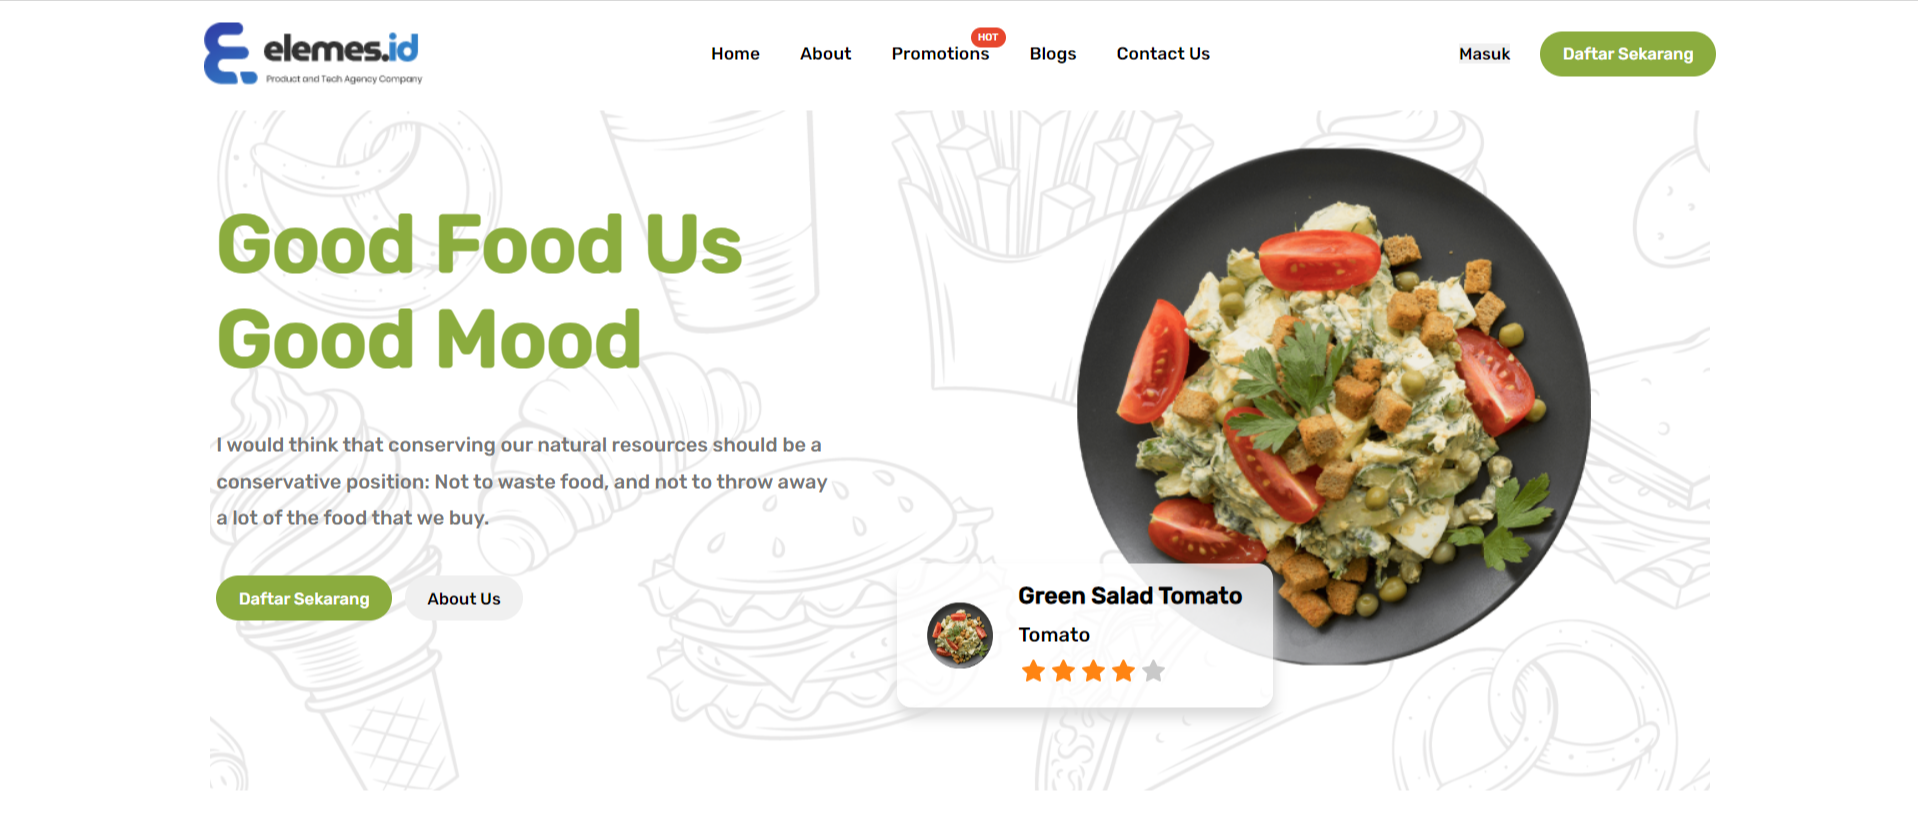 elemes.id
Product and Tech Agency Company
Home
About
Promotions
HOT
Blogs
Contact Us
Masuk
Daftar Sekarang
Good Food Us
Good Mood
I would think that conserving our natural resources should be a
conservative position: Not to waste food, and not to throw away
a lot of the food that we buy.
Daftar Sekarang
About Us
Green Salad Tomato
Tomato